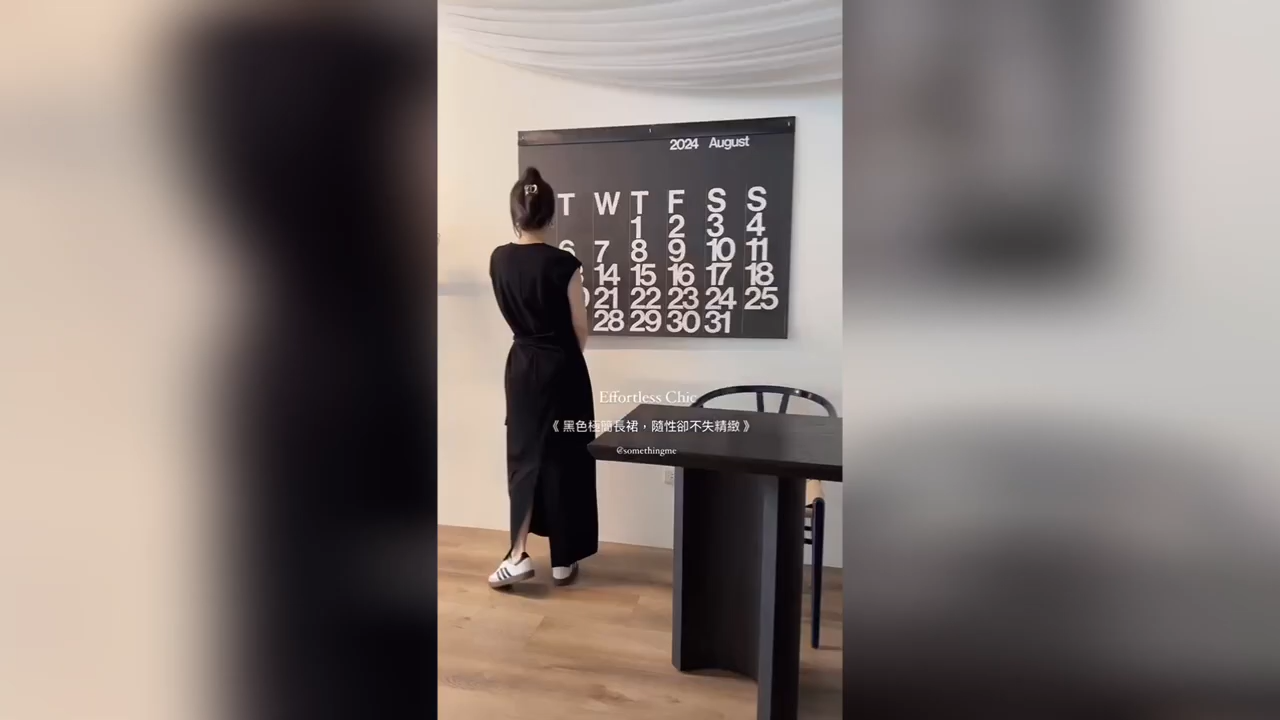 2024 August
T W T F S S
1 2 3 4
6 7 8 9 10 11
14 15 16 17 18
21 22 23 24 25
28 29 30 31
Effortless Chic
《 黑色極簡長裙，隨性卻不失精緻 》
@somethingme